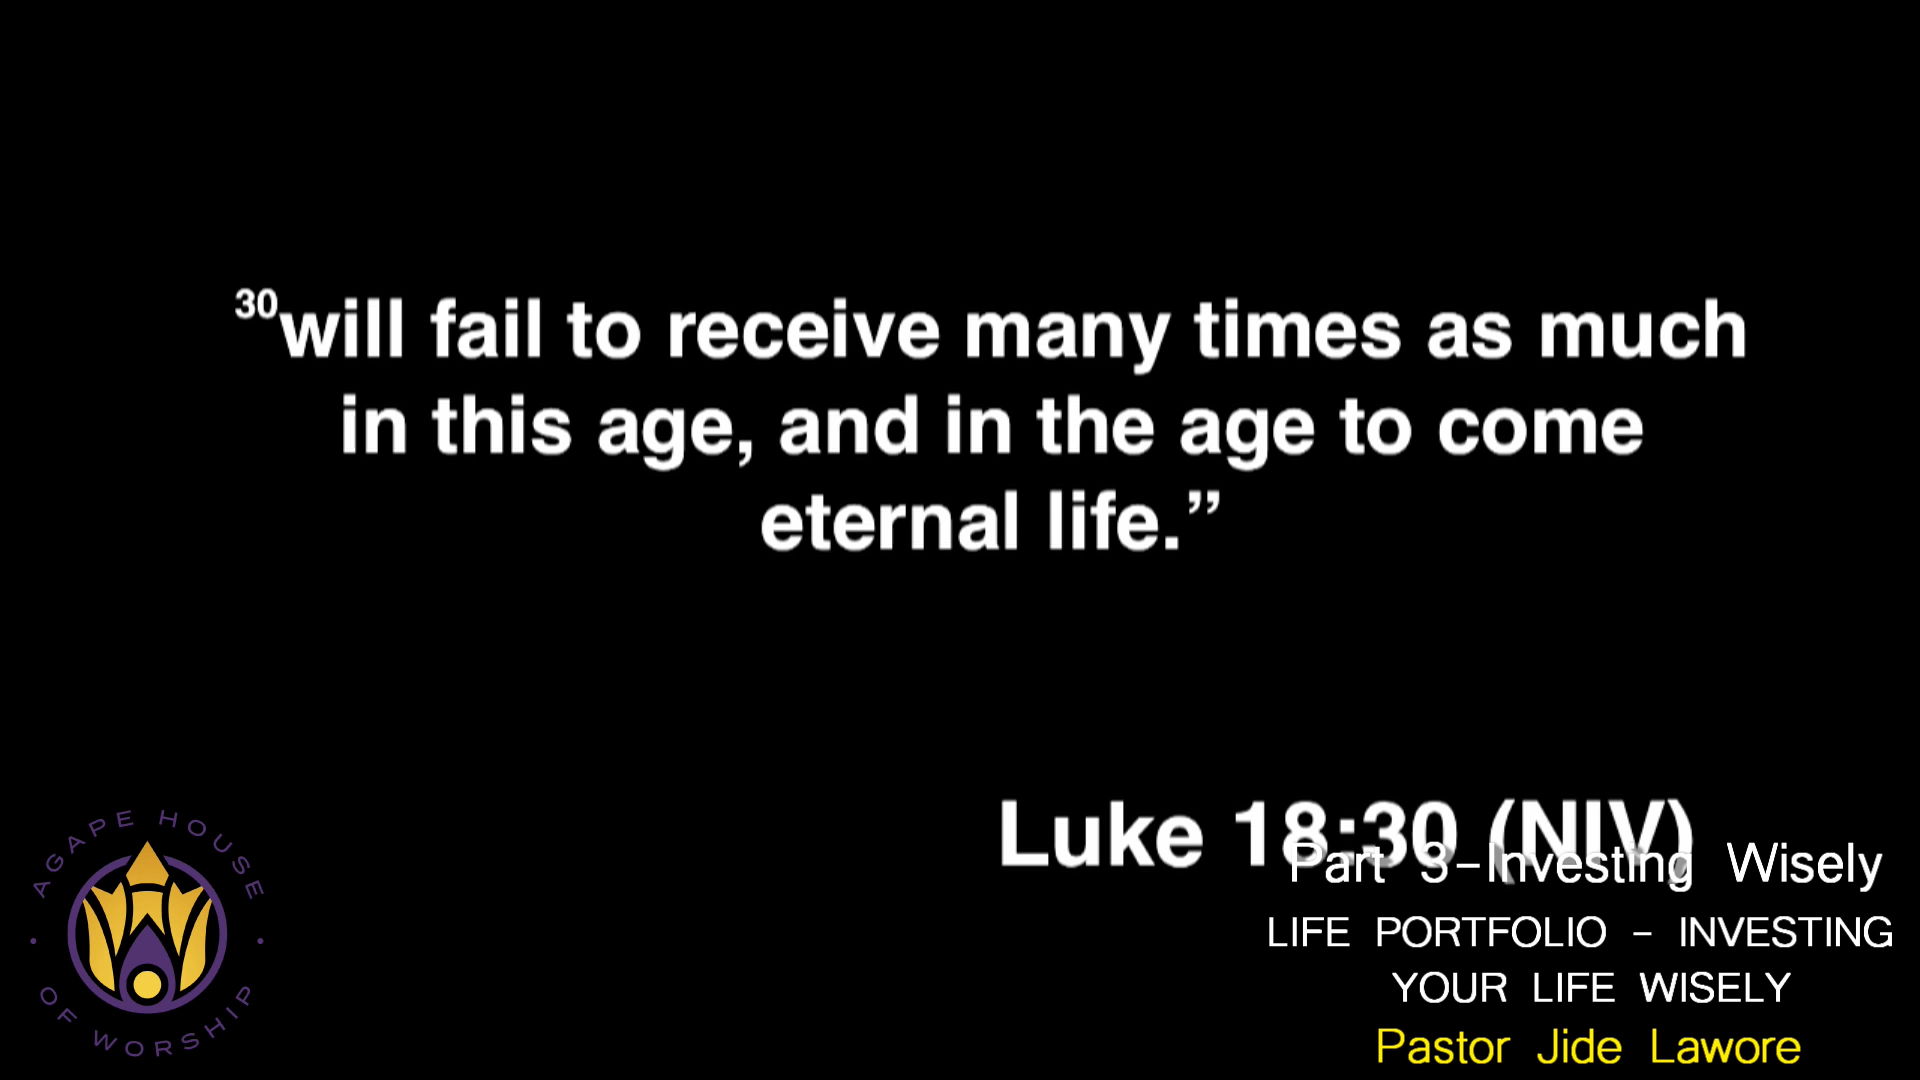 30will fail to receive many times as much
in this age, and in the age to come
eternal life.”
Luke 18:30 (NIV)
Part 3-Investing Wisely
LIFE PORTFOLIO - INVESTING
YOUR LIFE WISELY
Pastor Jide Lawore
AGAPE HOUSE
OF WORSHIP